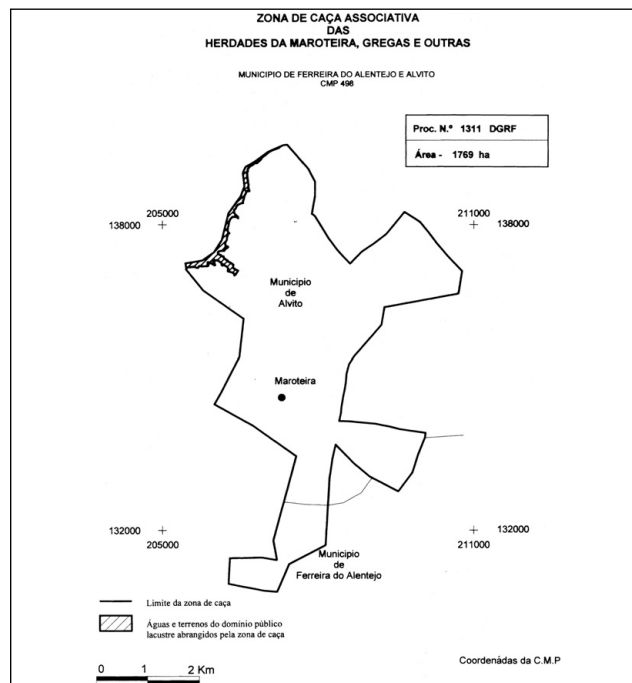 ZONA DE CAÇA ASSOCIATIVA
DAS
HERDADES DA MAROTEIRA, GREGAS E OUTRAS
MUNICIPIO DE FERREIRA DO ALENTEJO E ALVITO
CMP 498
Proc. N.º 1311 DGRF
Área - 1769 ha
205000
138000
211000
138000
Municipio
de
Alvito
Maroteira
132000
205000
132000
211000
Municipio
de
Ferreira do Alentejo
Limite da zona de caça
Águas e terrenos do domínio público
lacustre abrangidos pela zona de caça
0 1 2 Km
Coordenádas da C.M.P